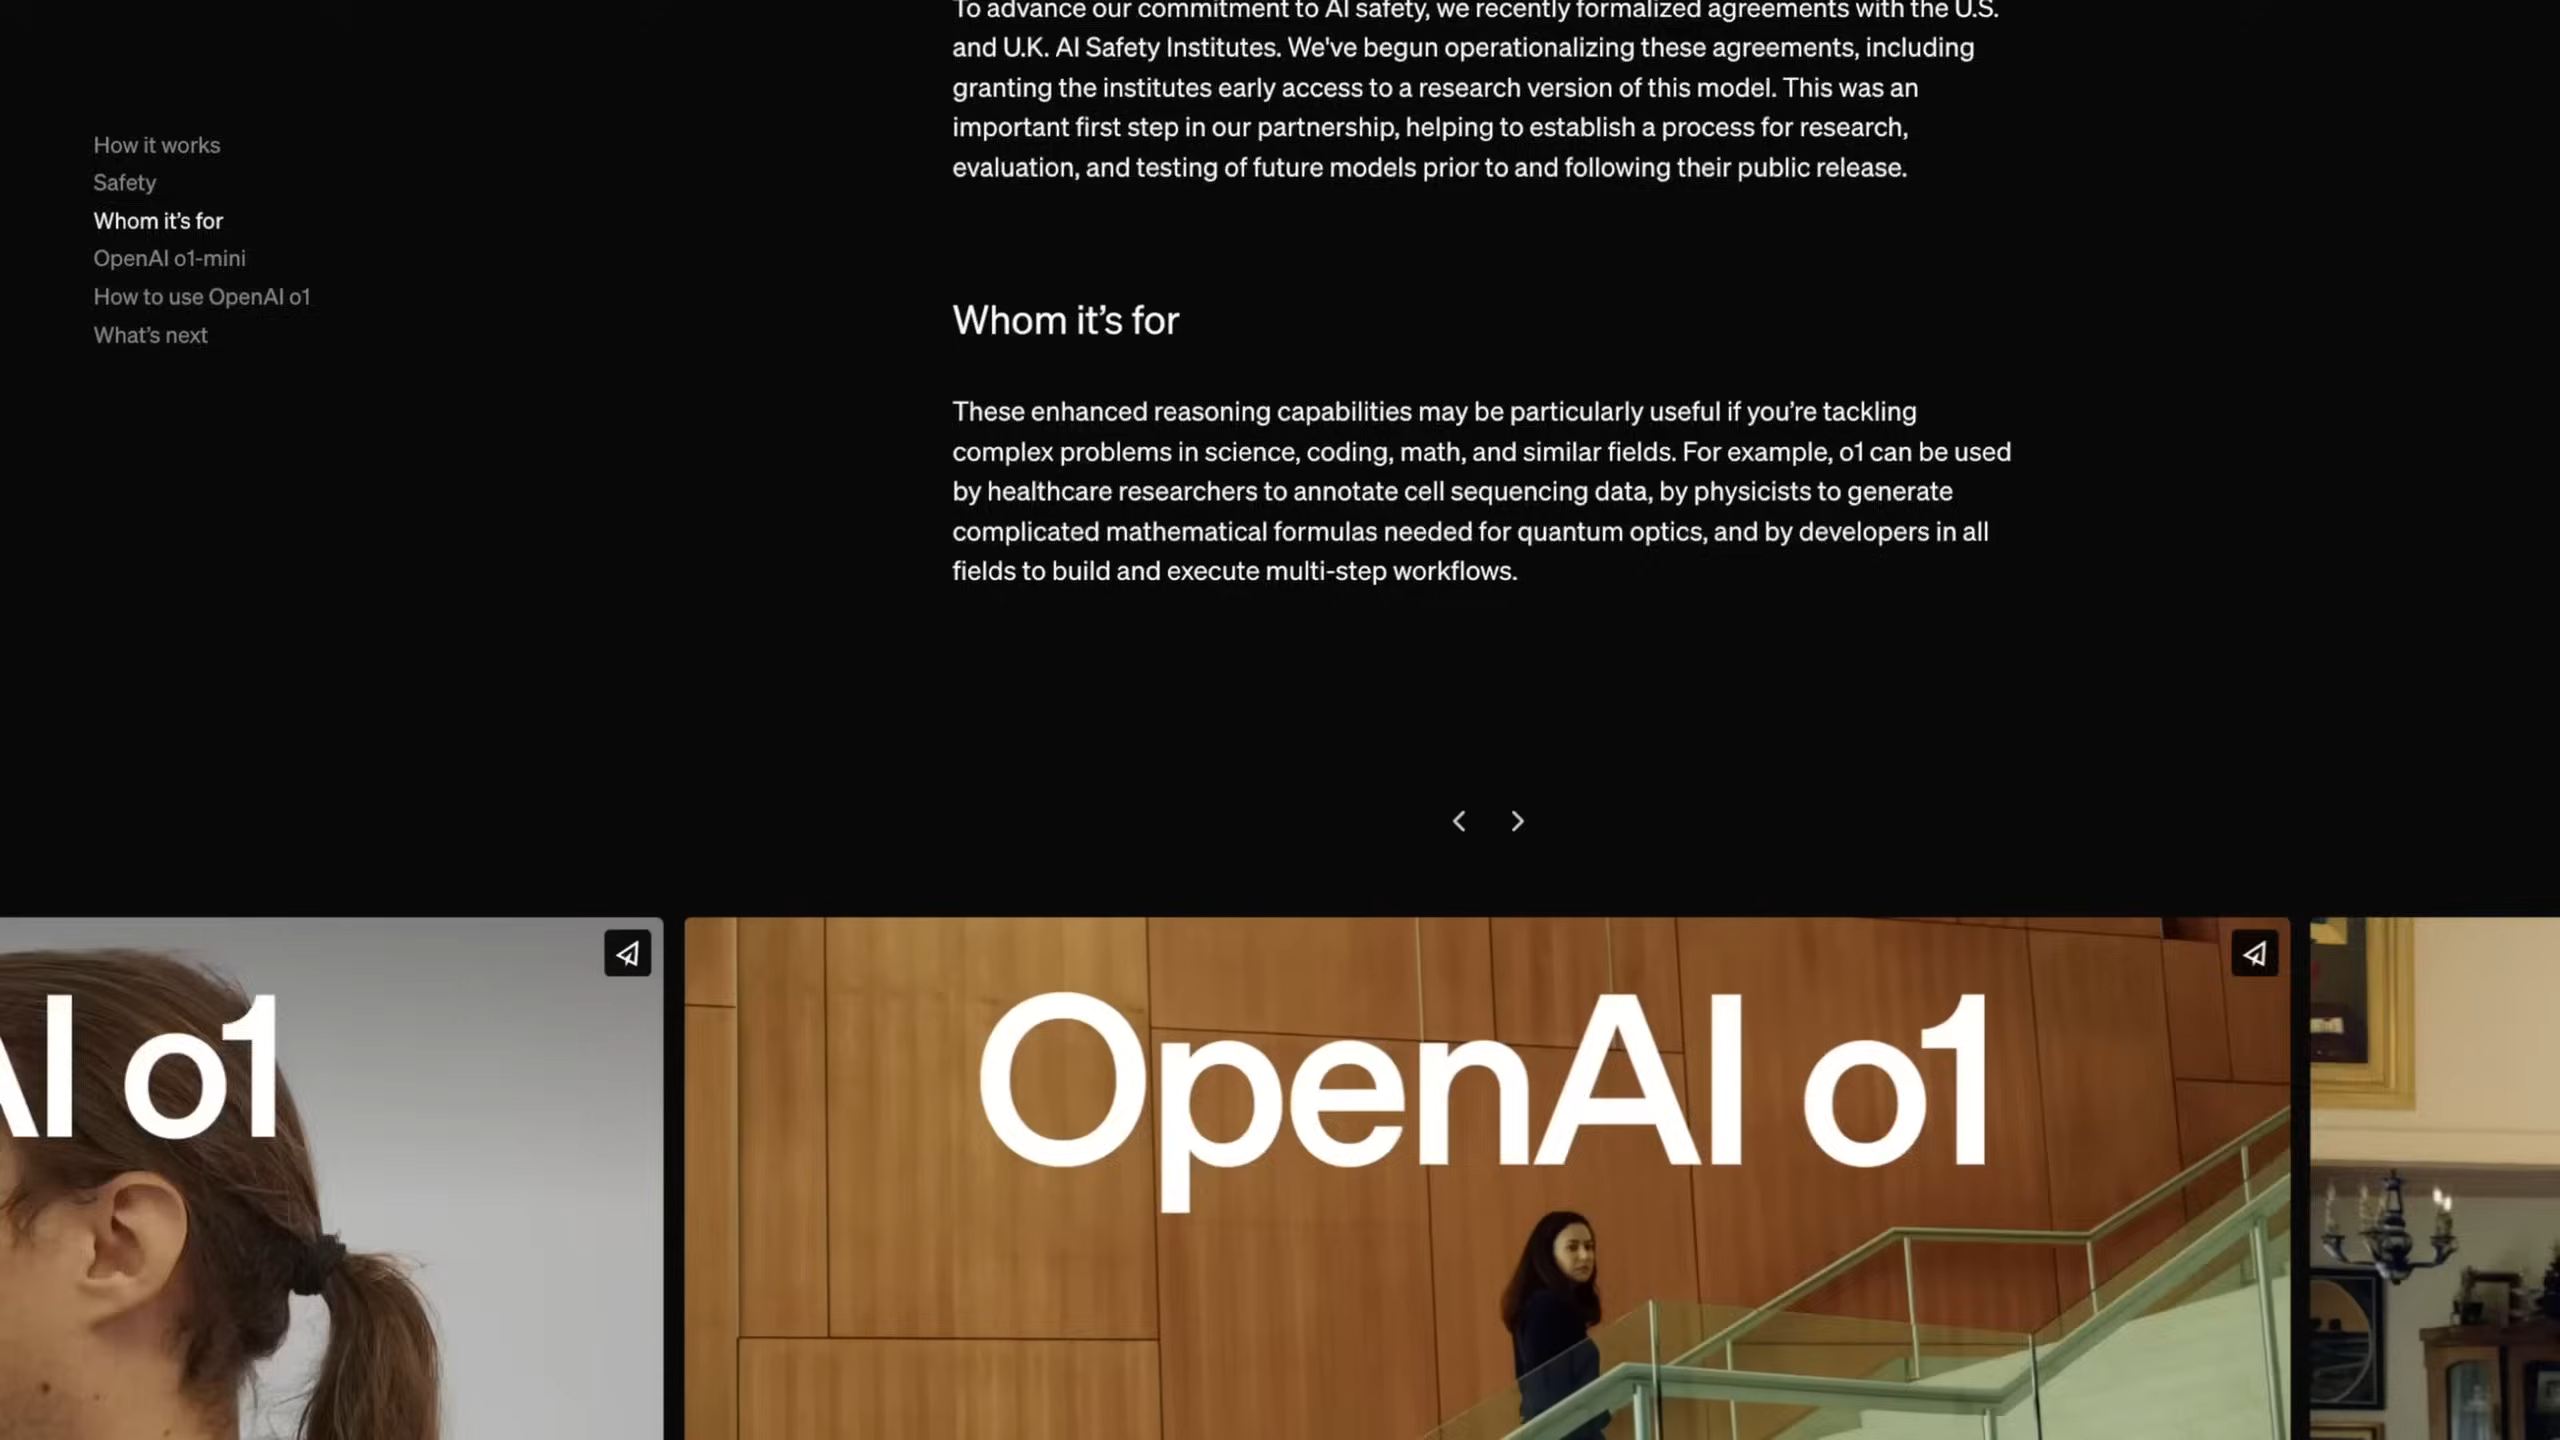 To advance our commitment to AI safety, we recently formalized agreements with the U.S.
and U.K. AI Safety Institutes. We've begun operationalizing these agreements, including
granting the institutes early access to a research version of this model. This was an
important first step in our partnership, helping to establish a process for research,
evaluation, and testing of future models prior to and following their public release.
How it works
Safety
Whom it’s for
OpenAI o1-mini
How to use OpenAI o1
What’s next
Whom it’s for
These enhanced reasoning capabilities may be particularly useful if you’re tackling
complex problems in science, coding, math, and similar fields. For example, o1 can be used
by healthcare researchers to annotate cell sequencing data, by physicists to generate
complicated mathematical formulas needed for quantum optics, and by developers in all
fields to build and execute multi-step workflows.
AI o1
OpenAI o1